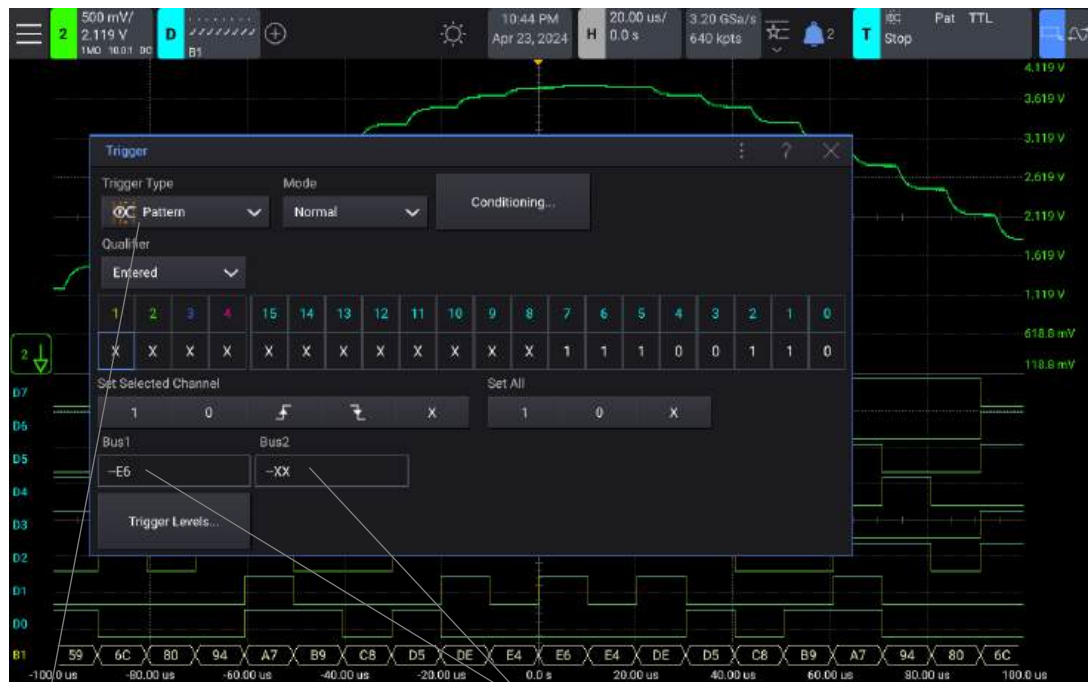 2 500 mV/ D 10:44 PM H 20.00 us/ 3.20 GSa/s 2 T Pat TTL
2.119 V Apr 23, 2024 0.0 s 640 kpts Stop
1MΩ 10.0:1 DC B1
4.119 V
3.619 V
3.119 V
2.619 V
2.119 V
1.619 V
1.119 V
618.8 mV
118.8 mV
Trigger ?
Trigger Type Mode
Pattern Normal Conditioning...
Qualifier
Entered
1 2 3 4 15 14 13 12 11 10 9 8 7 6 5 4 3 2 1 0
X X X X X X X X X X X X 1 1 1 0 0 1 1 0
Set Selected Channel Set All
1 0 X 1 0 X
Bus1 Bus2
--E6 --XX
Trigger Levels...
2
D7
D6
D5
D4
D3
D2
D1
D0
B1 59 6C 80 94 A7 B9 C8 D5 DE E4 E6 E4 DE D5 C8 B9 A7 94 80 6C
-100.0 us -80.00 us -60.00 us -40.00 us -20.00 us 0.0 s 20.00 us 40.00 us 60.00 us 80.00 us 100.0 us